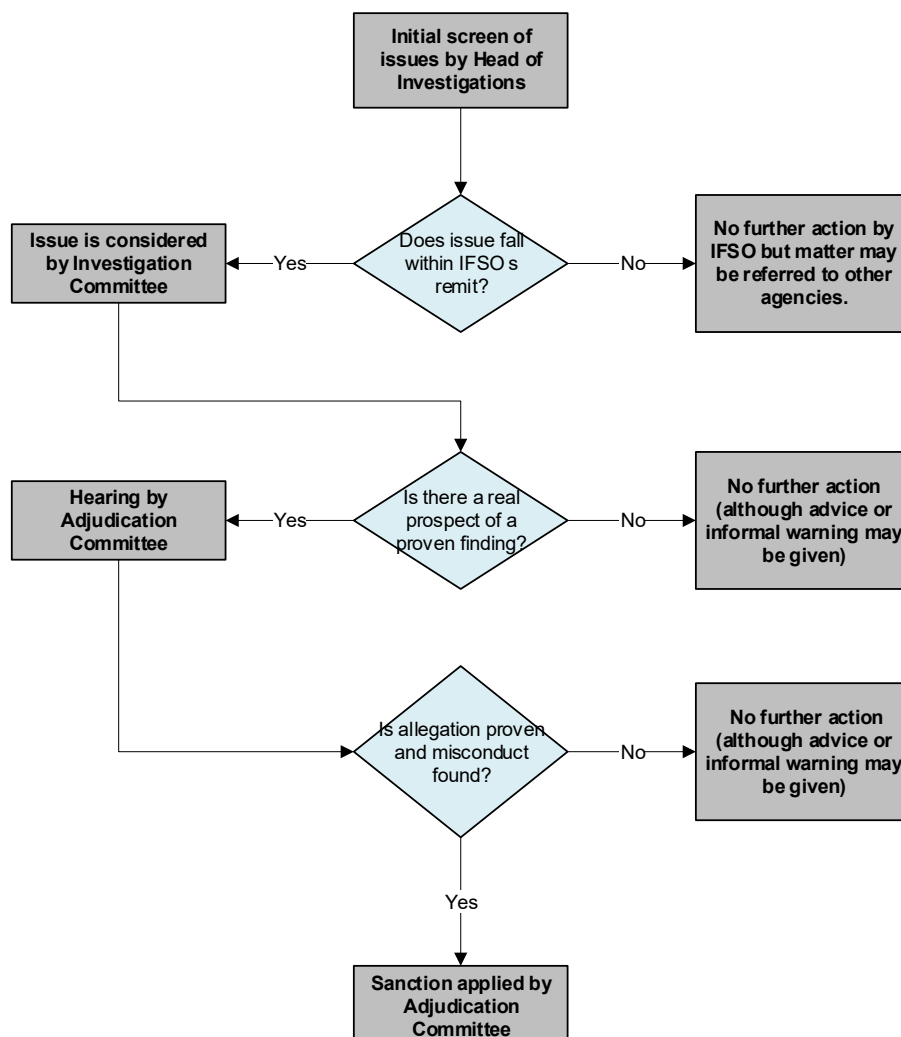 Initial screen of
issues by Head of
Investigations
Does issue fall
within IFSO s
remit?
Yes
No
Issue is considered
by Investigation
Committee
No further action by
IFSO but matter may
be referred to other
agencies.
Is there a real
prospect of a
proven finding?
Yes
No
Hearing by
Adjudication
Committee
No further action
(although advice or
informal warning may
be given)
Is allegation proven
and misconduct
found?
No
No further action
(although advice or
informal warning may
be given)
Yes
Sanction applied by
Adjudication
Committee